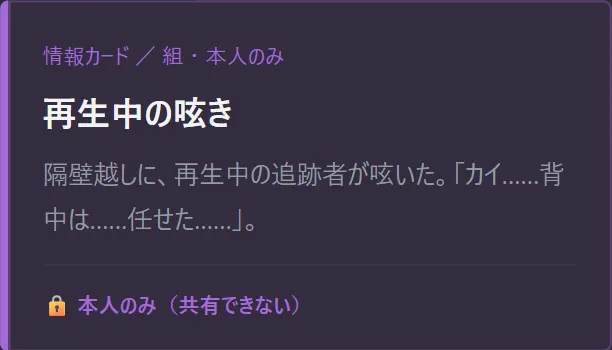 情報カード ／ 組 · 本人のみ
再生中の呟き
隔壁越しに、再生中の追跡者が呟いた。「カイ……背
中は……任せた……」。
🔒 本人のみ（共有できない）